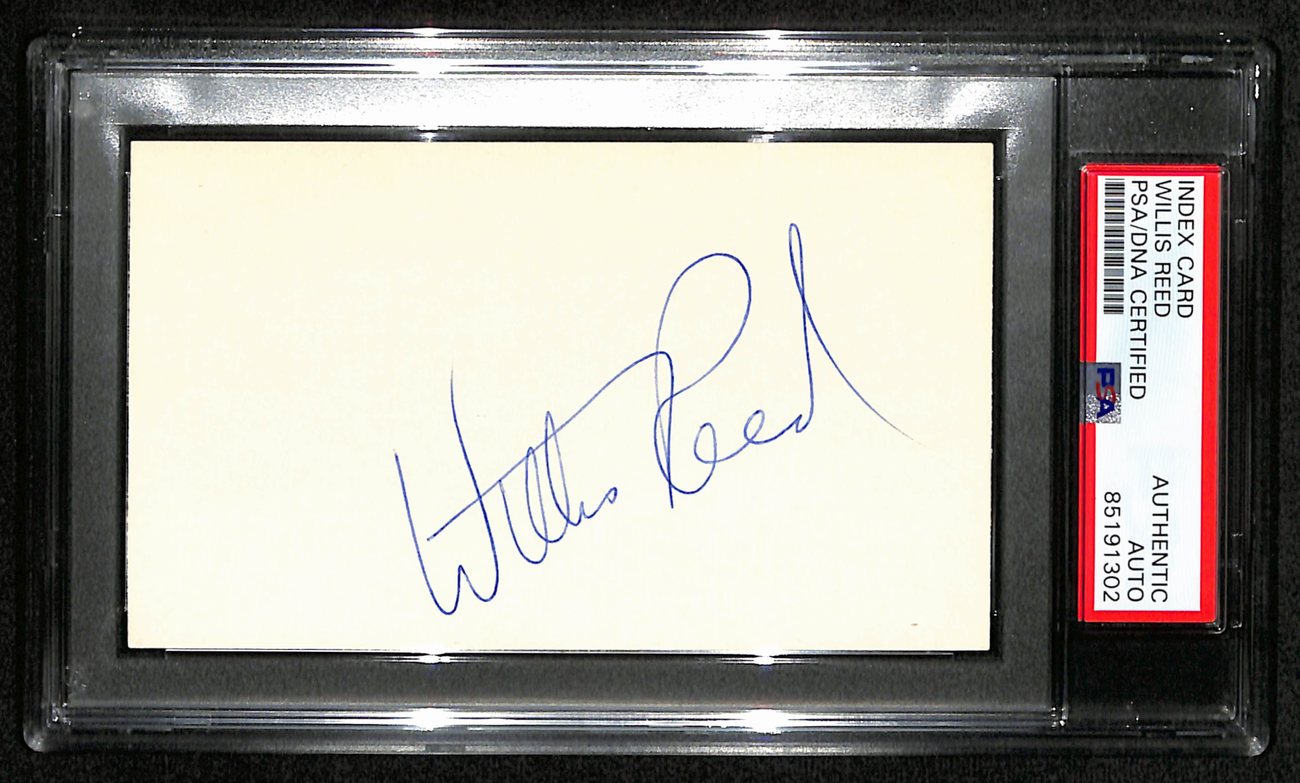 Willis Reed
INDEX CARD
WILLIS REED
PSA/DNA CERTIFIED
PSA
AUTHENTIC
AUTO
85191302